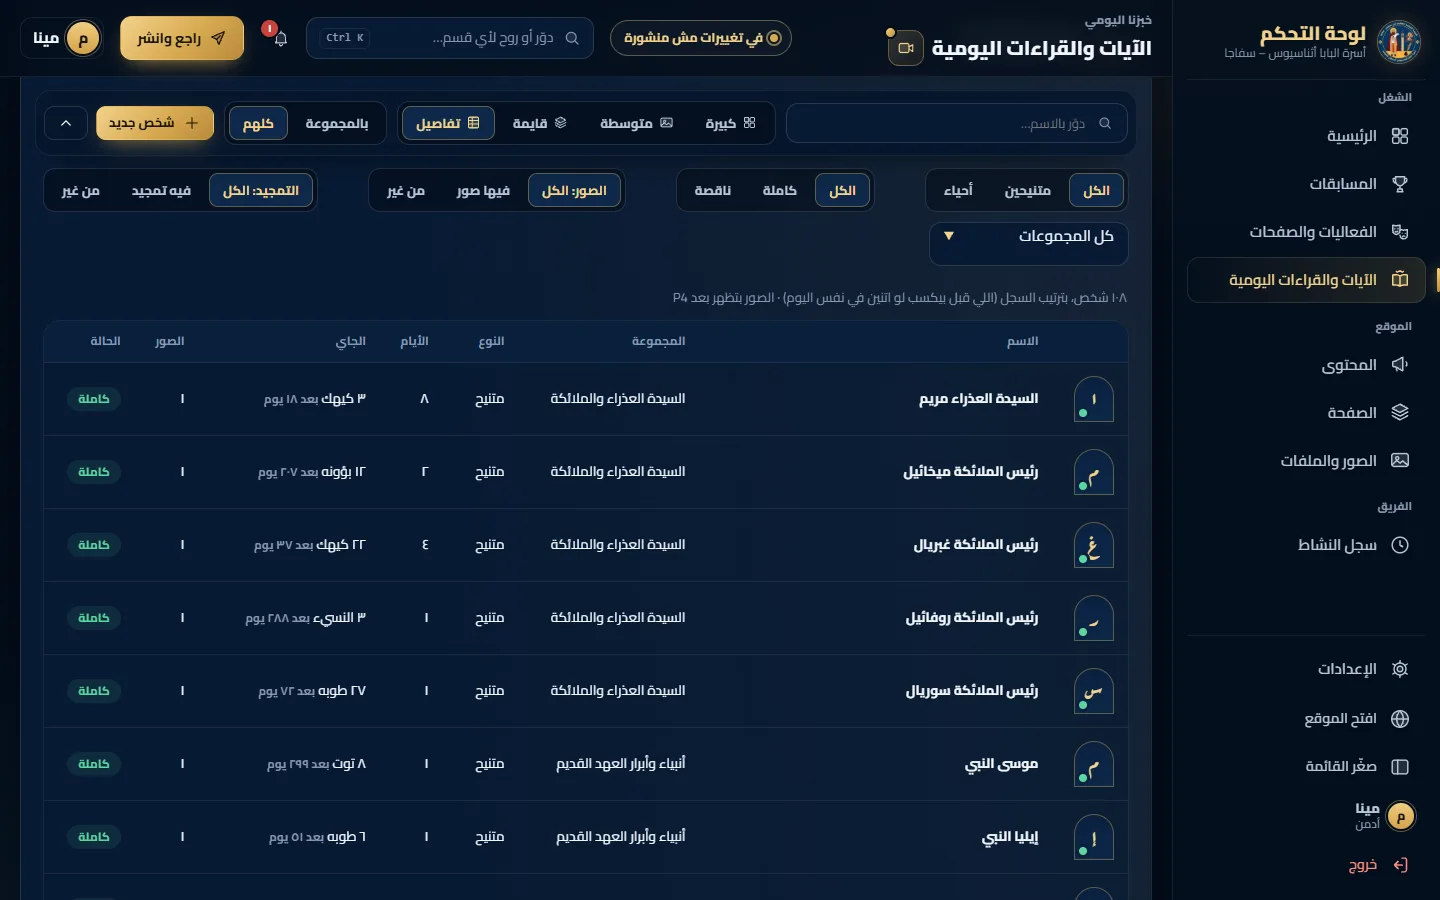 لوحة التحكم
أسرة البابا أثناسيوس – سفاجا
الشغل
الرئيسية
المسابقات
الفعاليات والصفحات
الآيات والقراءات اليومية
الموقع
المحتوى
الصفحة
الصور والملفات
الفريق
سجل النشاط
الإعدادات
افتح الموقع
صغّر القائمة
م مينا
أدمن
خروج
خبزنا اليومي
الآيات والقراءات اليومية
في تغييرات مش منشورة
دوّر أو روح لأي قسم... Ctrl K
١
راجع وانشر
م مينا
دوّر بالاسم...
كبيرة متوسطة قايمة تفاصيل
بالمجموعة كلهم
شخص جديد
الكل متنيحين أحياء
الكل كاملة ناقصة
الصور: الكل فيها صور من غير
التمجيد: الكل فيه تمجيد من غير
كل المجموعات
١٠٨ شخص، بترتيب السجل (اللي قبل بيكسب لو اتنين في نفس اليوم) · الصور بتظهر بعد P4
الاسم المجموعة النوع الأيام الجاي الصور الحالة
ا السيدة العذراء مريم السيدة العذراء والملائكة متنيح ٨ ٣ كيهك بعد ١٨ يوم ١ كاملة
م رئيس الملائكة ميخائيل السيدة العذراء والملائكة متنيح ٢ ١٢ بؤونه بعد ٢٠٧ يوم ١ كاملة
غ رئيس الملائكة غبريال السيدة العذراء والملائكة متنيح ٤ ٢٢ كيهك بعد ٣٧ يوم ١ كاملة
ر رئيس الملائكة روفائيل السيدة العذراء والملائكة متنيح ١ ٣ النسيء بعد ٢٨٨ يوم ١ كاملة
س رئيس الملائكة سوريال السيدة العذراء والملائكة متنيح ١ ٢٧ طوبه بعد ٧٢ يوم ١ كاملة
م موسى النبي أنبياء وأبرار العهد القديم متنيح ١ ٨ توت بعد ٢٩٩ يوم ١ كاملة
إ إيليا النبي أنبياء وأبرار العهد القديم متنيح ١ ٦ طوبه بعد ٥١ يوم ١ كاملة